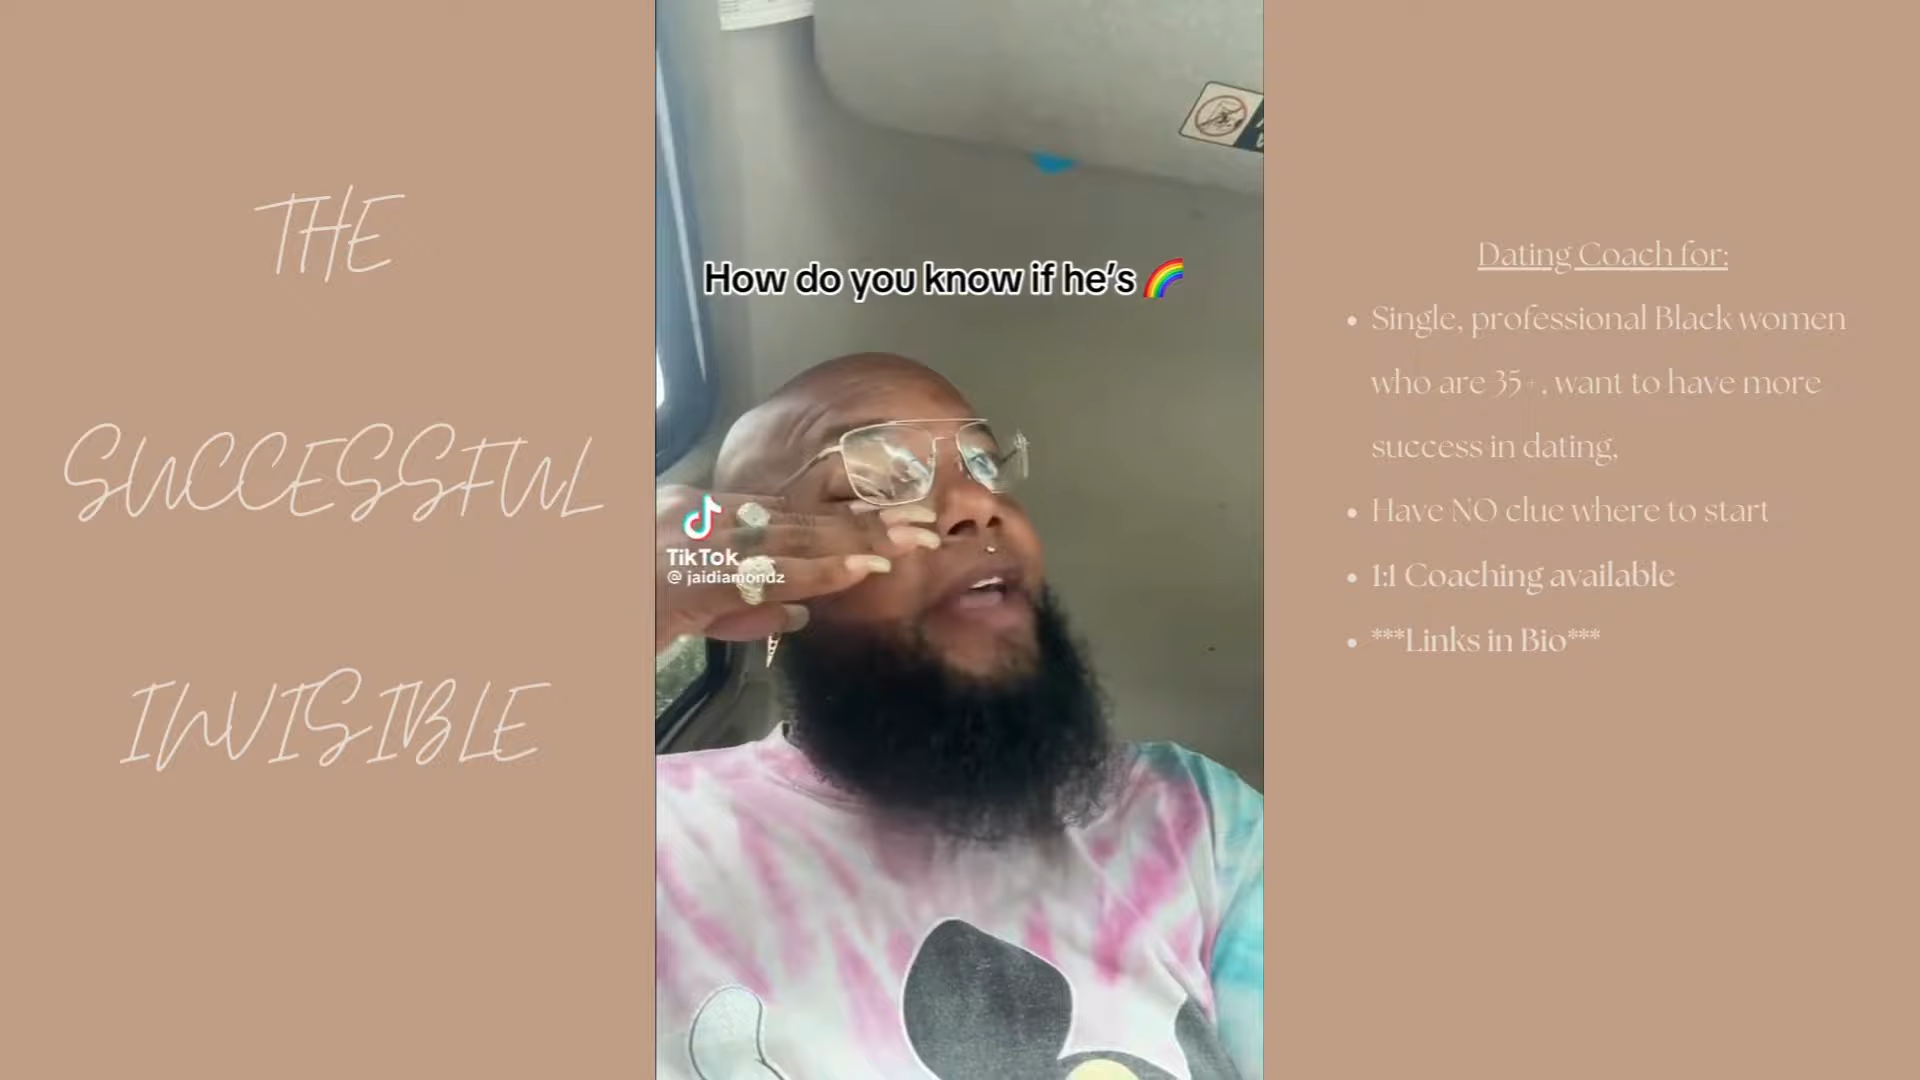 THE
SUCCESSFUL
INVISIBLE
How do you know if he's 🌈
TikTok
@ jaidiamondz
Dating Coach for:
• Single, professional Black women
who are 35+, want to have more
success in dating,
• Have NO clue where to start
• 1:1 Coaching available
• ***Links in Bio***